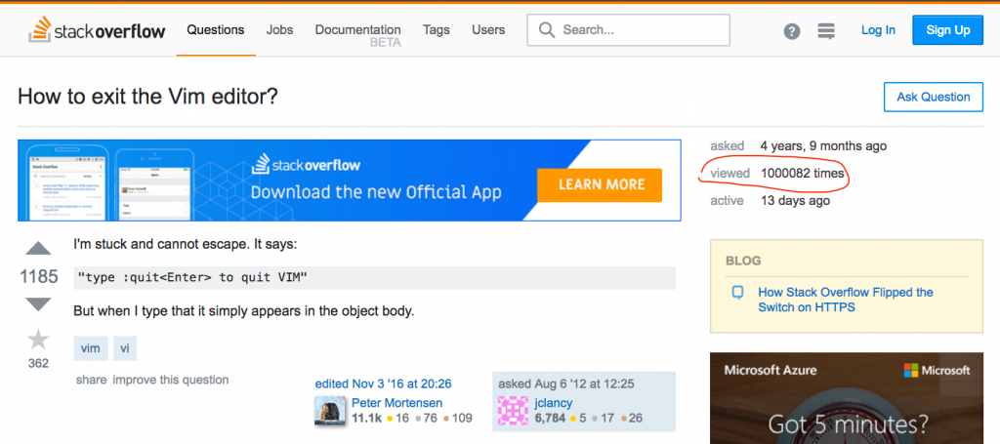 stackoverflow Questions Jobs Documentation Tags Users Search... ? Log In Sign Up
BETA
How to exit the Vim editor?
Ask Question
asked 4 years, 9 months ago
viewed 1000082 times
active 13 days ago
stackoverflow
Download the new Official App
LEARN MORE
I'm stuck and cannot escape. It says:
1185
"type :quit<Enter> to quit VIM"
But when I type that it simply appears in the object body.
362
vim vi
share improve this question
edited Nov 3 '16 at 20:26
Peter Mortensen
11.1k 16 76 109
asked Aug 6 '12 at 12:25
jclancy
6,784 5 17 26
BLOG
How Stack Overflow Flipped the
Switch on HTTPS
Microsoft Azure Microsoft
Got 5 minutes?